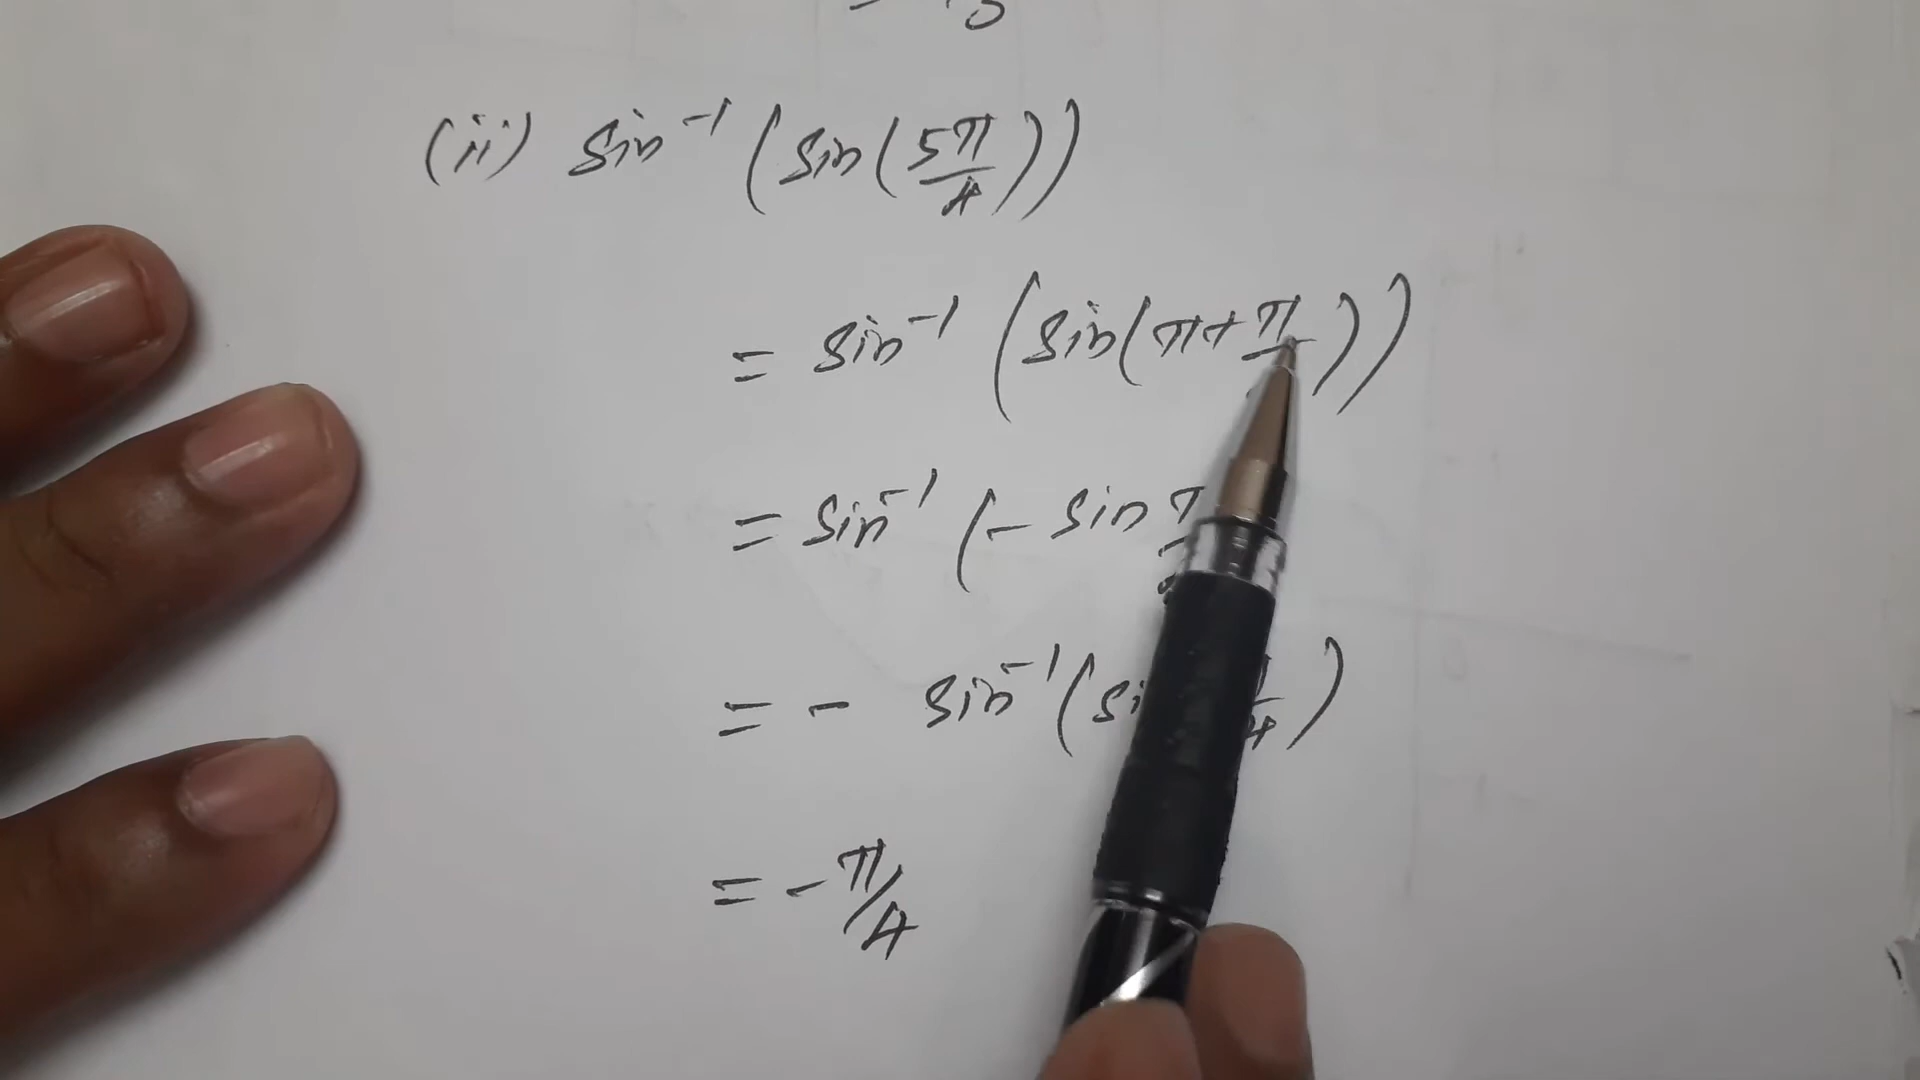 (ii) sin⁻¹ (sin(5π/4))
= sin⁻¹ (sin(π+π/ ))
= sin⁻¹ (- sin π
= - sin⁻¹(si /4)
= -π/4